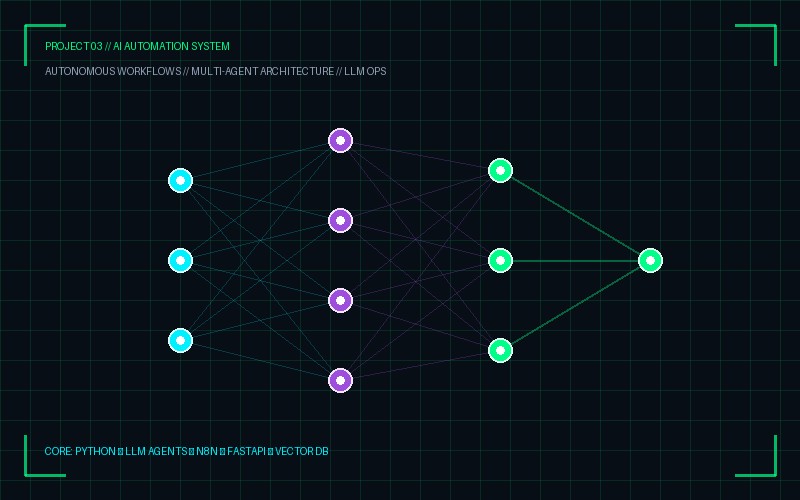 PROJECT 03 // AI AUTOMATION SYSTEM
AUTONOMOUS WORKFLOWS // MULTI-AGENT ARCHITECTURE // LLM OPS
CORE: PYTHON ▯ LLM AGENTS ▯ N8N ▯ FASTAPI ▯ VECTOR DB